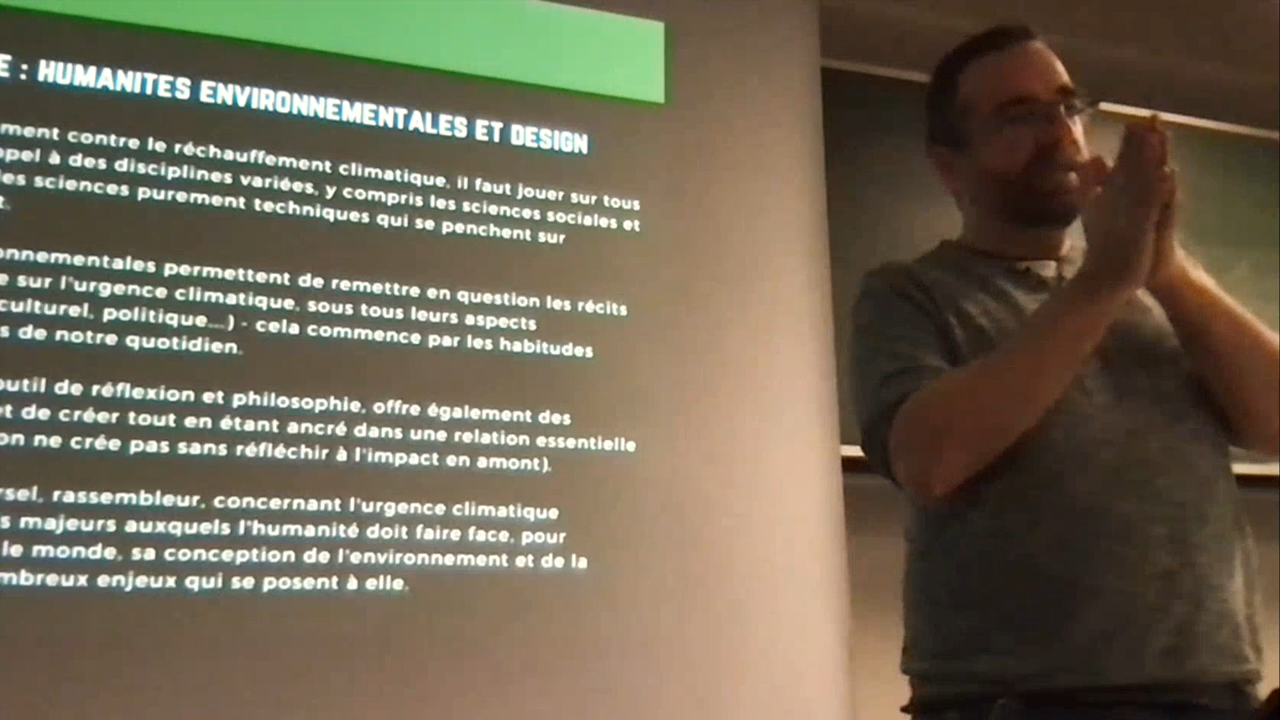 E : HUMANITES ENVIRONNEMENTALES ET DESIGN
ment contre le réchauffement climatique, il faut jouer sur tous
ppel à des disciplines variées, y compris les sciences sociales et
les sciences purement techniques qui se penchent sur
t.
onnementales permettent de remettre en question les récits
e sur l'urgence climatique, sous tous leurs aspects
culturel, politique...) - cela commence par les habitudes
s de notre quotidien.
outil de réflexion et philosophie, offre également des
et de créer tout en étant ancré dans une relation essentielle
on ne crée pas sans réfléchir à l'impact en amont).
rsel, rassembleur, concernant l'urgence climatique
s majeurs auxquels l'humanité doit faire face, pour
le monde, sa conception de l'environnement et de la
mbreux enjeux qui se posent à elle.